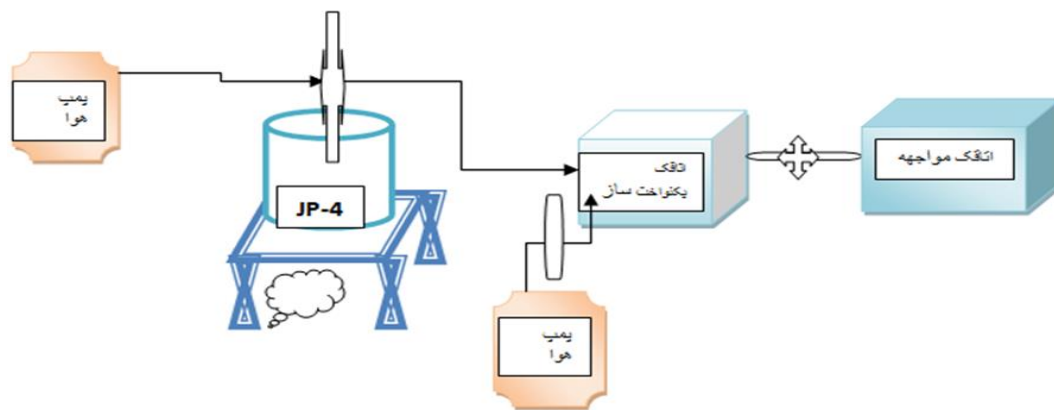 پمپ
هوا
JP-4
اتاقک
یکنواخت ساز
اتاقک مواجهه
پمپ
هوا